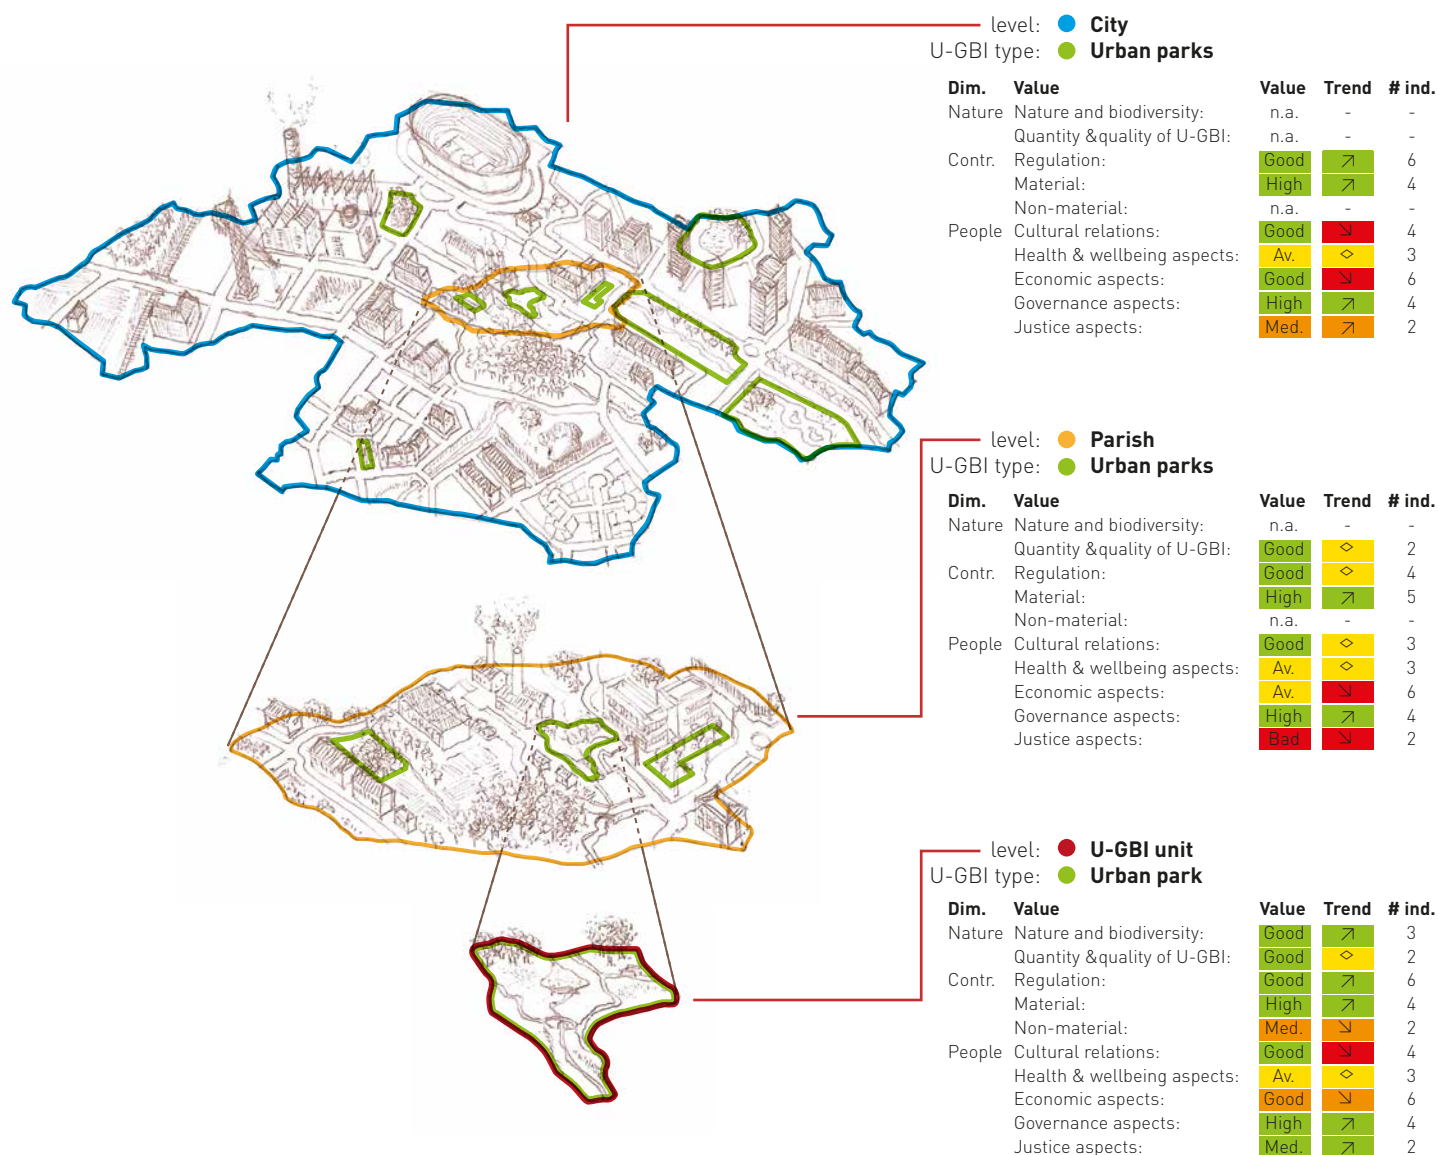 level: City
U-GBI type: Urban parks
Dim. Value Value Trend # ind.
Nature Nature and biodiversity: n.a. - -
Quantity &quality of U-GBI: n.a. - -
Contr. Regulation: Good ↗ 6
Material: High ↗ 4
Non-material: n.a. - -
People Cultural relations: Good ↘ 4
Health & wellbeing aspects: Av. ◇ 3
Economic aspects: Good ↘ 6
Governance aspects: High ↗ 4
Justice aspects: Med. ↗ 2
level: Parish
U-GBI type: Urban parks
Dim. Value Value Trend # ind.
Nature Nature and biodiversity: n.a. - -
Quantity &quality of U-GBI: Good ◇ 2
Contr. Regulation: Good ◇ 4
Material: High ↗ 5
Non-material: n.a. - -
People Cultural relations: Good ◇ 3
Health & wellbeing aspects: Av. ◇ 3
Economic aspects: Av. ↘ 6
Governance aspects: High ↗ 4
Justice aspects: Bad ↘ 2
level: U-GBI unit
U-GBI type: Urban park
Dim. Value Value Trend # ind.
Nature Nature and biodiversity: Good ↗ 3
Quantity &quality of U-GBI: Good ◇ 2
Contr. Regulation: Good ↗ 6
Material: High ↗ 4
Non-material: Med. ↘ 2
People Cultural relations: Good ↘ 4
Health & wellbeing aspects: Av. ◇ 3
Economic aspects: Good ↘ 6
Governance aspects: High ↗ 4
Justice aspects: Med. ↗ 2